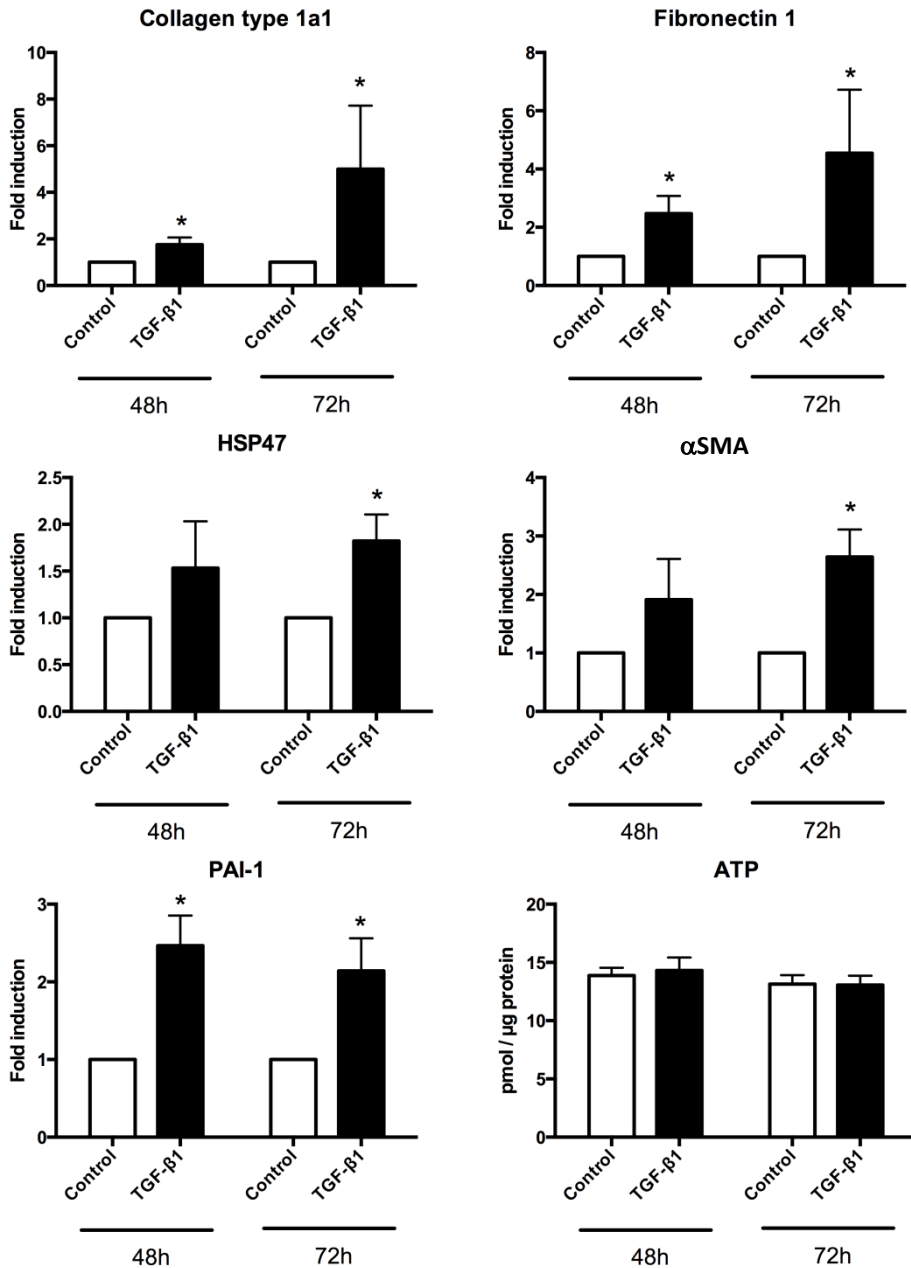 Collagen type 1a1
Fold induction
10
8
6
4
2
0
Control
TGF-β1
Control
TGF-β1
48h
72h
Fibronectin 1
Fold induction
8
6
4
2
0
Control
TGF-β1
Control
TGF-β1
48h
72h
*
*
*
*
HSP47
Fold induction
2.5
2.0
1.5
1.0
0.5
0.0
*
Control
TGF-β1
Control
TGF-β1
48h
72h
αSMA
Fold induction
4
3
2
1
0
*
Control
TGF-β1
Control
TGF-β1
48h
72h
PAI-1
Fold induction
3
2
1
0
*
*
Control
TGF-β1
Control
TGF-β1
48h
72h
ATP
pmol / µg protein
20
15
10
5
0
Control
TGF-β1
Control
TGF-β1
48h
72h